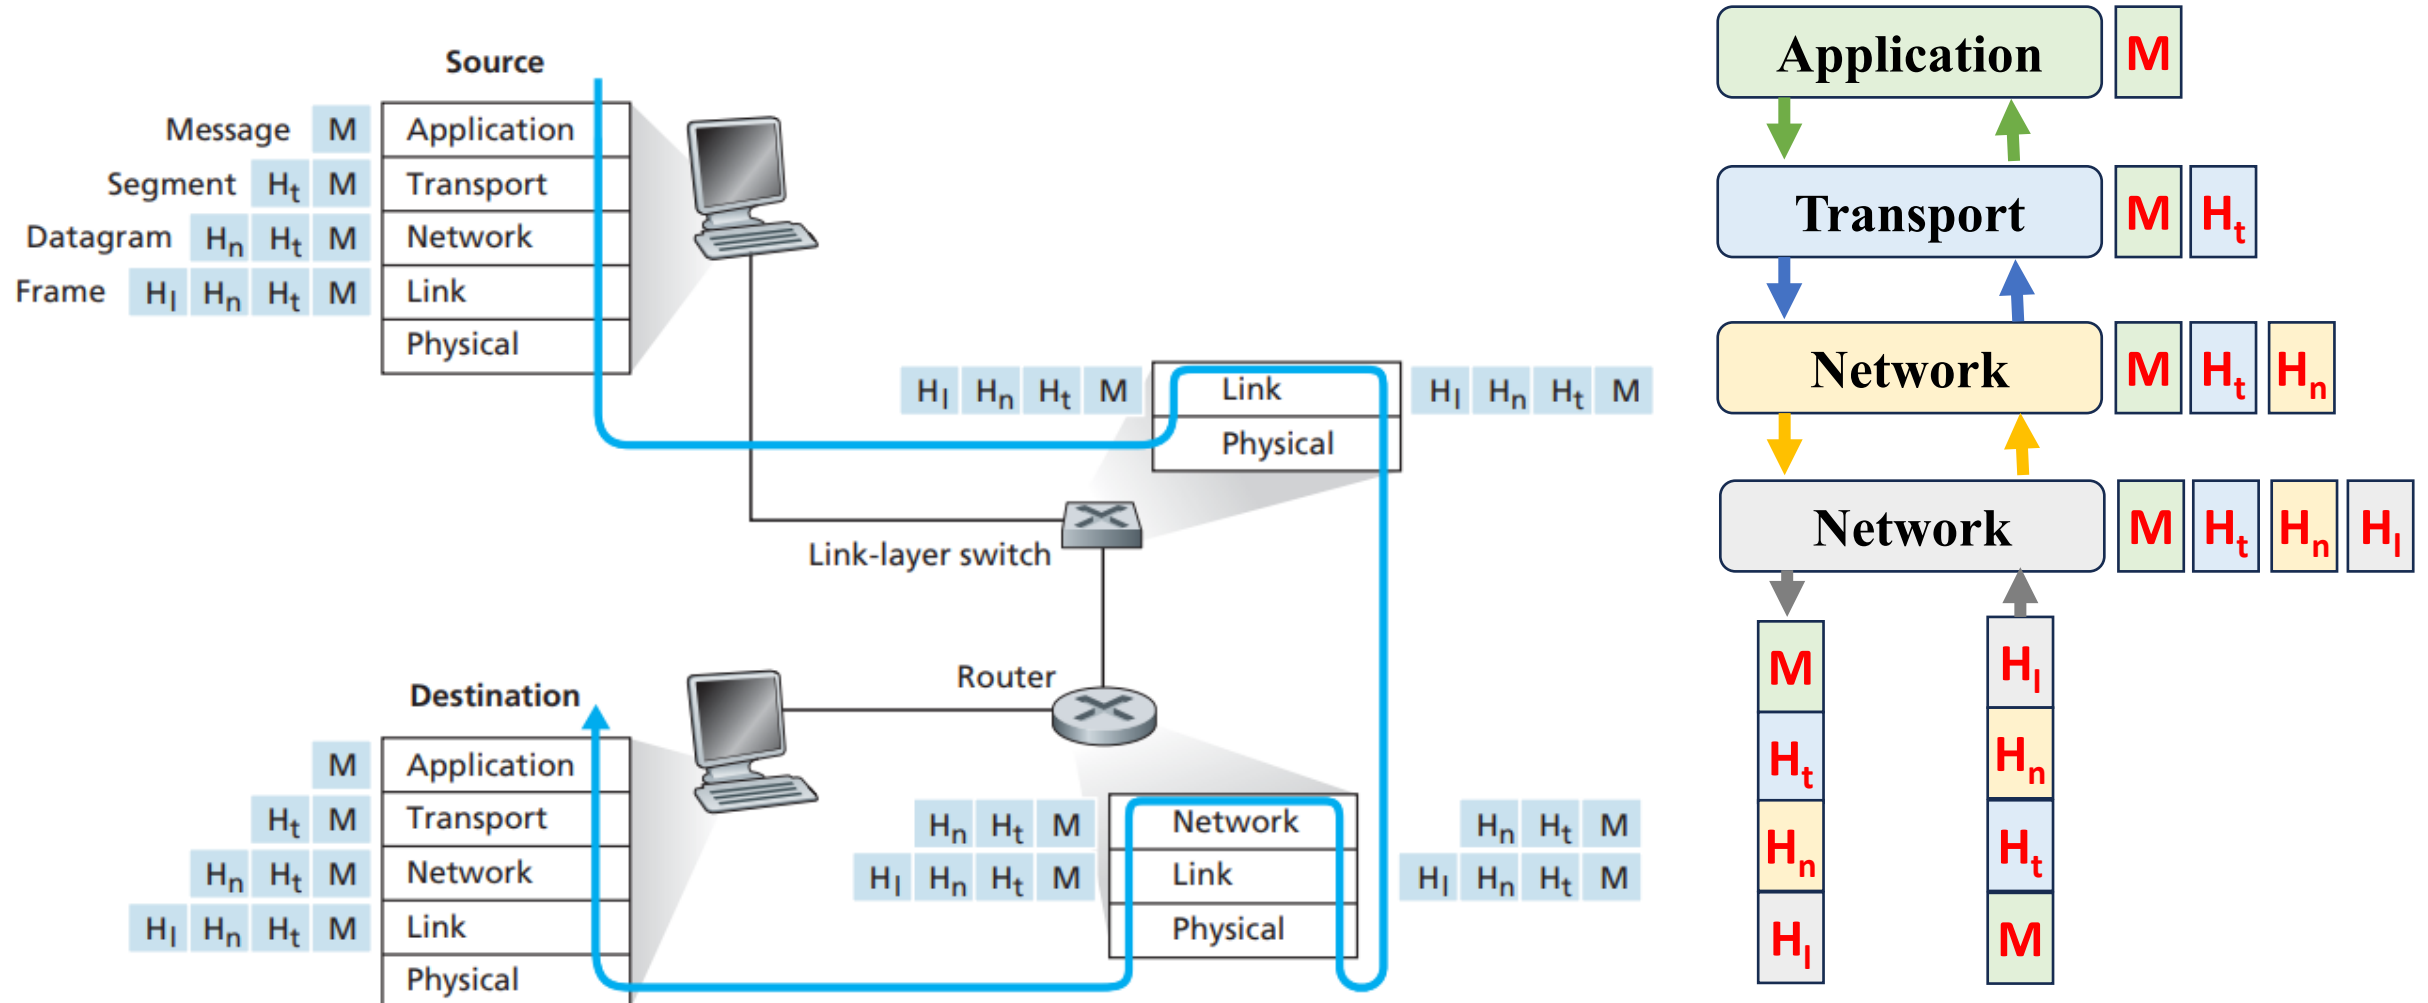 Source
Message M Application
Segment Ht M Transport
Datagram Hn Ht M Network
Frame Hl Hn Ht M Link
Physical
Hl Hn Ht M Link Hl Hn Ht M
Physical
Link-layer switch
Router
Destination
M Application
Ht M Transport
Hn Ht M Network
Hl Hn Ht M Link
Physical
Hn Ht M Network Hn Ht M
Hl Hn Ht M Link Hl Hn Ht M
Physical
Application M
Transport M Ht
Network M Ht Hn
Network M Ht Hn Hl
M
Ht
Hn
Hl
Hl
Hn
Ht
M